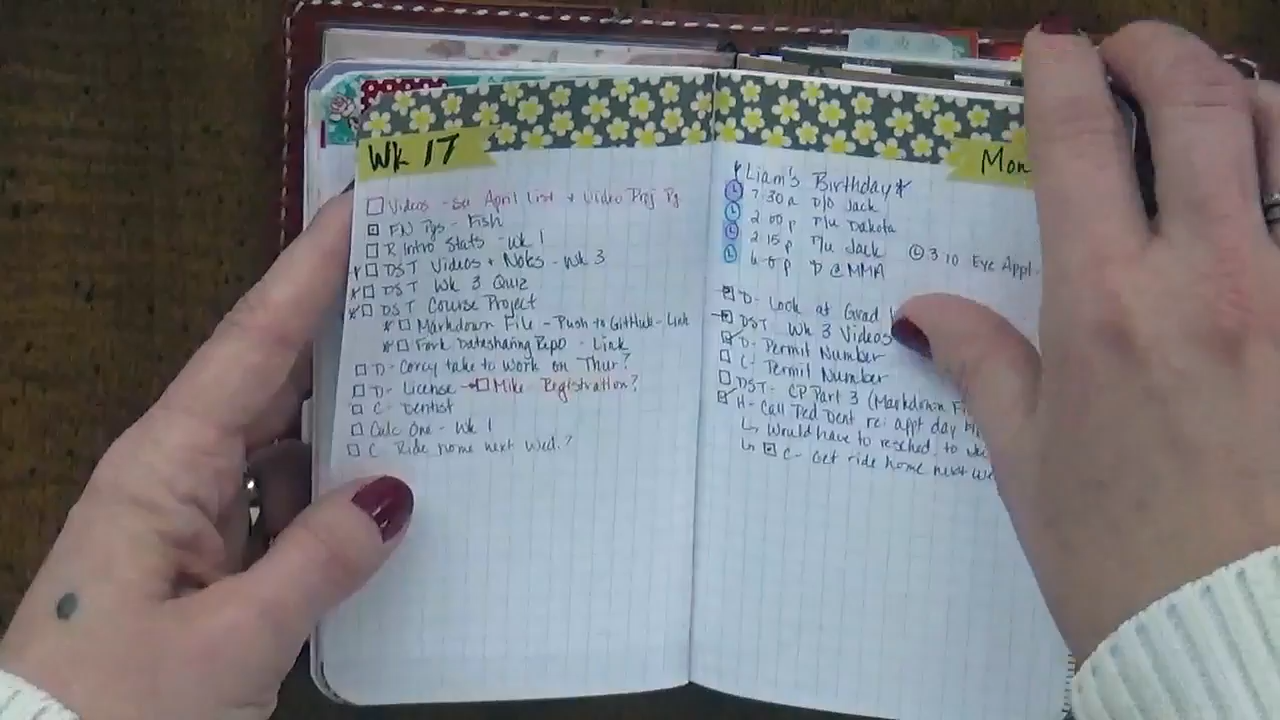 Wk 17
Videos - See April List + Video Proj Pg
FN Tips - Fish
R Intro Stats - Wk 1
DST Videos + Notes - Wk 3
DST Wk 3 Quiz
DST Course Project
Markdown File - Push to GitHub - Link
Fork Datasharing Repo - Link
D - Corey take to work on Thur?
D - License → Mike Registration?
C - Dentist
Calc One - Wk 1
C Ride home next Wed.?
Mon
Liam's Birthday *
7:30a D/O Jack
2:00p P/u Dakota
2:15p P/u Jack
3:10 Eye Appt
D @ MMA
D - Look at Grad
DST Wk 3 Videos
D - Permit Number
C - Permit Number
DST - CP Part 3 (Markdown Fi
H - Call Ped Dent re: appt day
Would have to resched. to
C - Get ride home next We